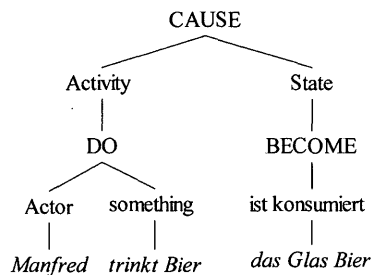 CAUSE
Activity State
DO BECOME
Actor something ist konsumiert
Manfred trinkt Bier das Glas Bier